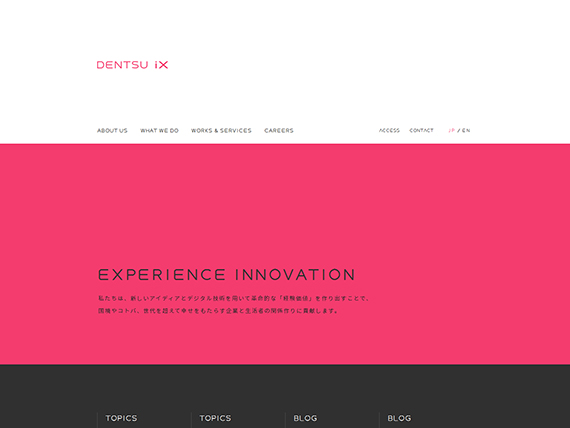 DENTSU iX
ABOUT US WHAT WE DO WORKS & SERVICES CAREERS ACCESS CONTACT JP / EN
EXPERIENCE INNOVATION
私たちは、新しいアイディアとデジタル技術を用いて革新的な「経験価値」を作り出すことで、
国境やコトバ、世代を超えて幸せをもたらす企業と生活者の関係作りに貢献します。
TOPICS TOPICS BLOG BLOG